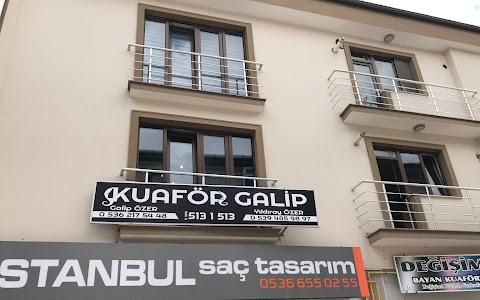 KUAFÖR GALİP
Galip ÖZER
Yıldıray ÖZER
0 536 217 54 48
513 1 513
0 539 485 98 97
STANBUL saç tasarım
0536 655 02 55
DEĞİŞİM
BAYAN KUAFÖR